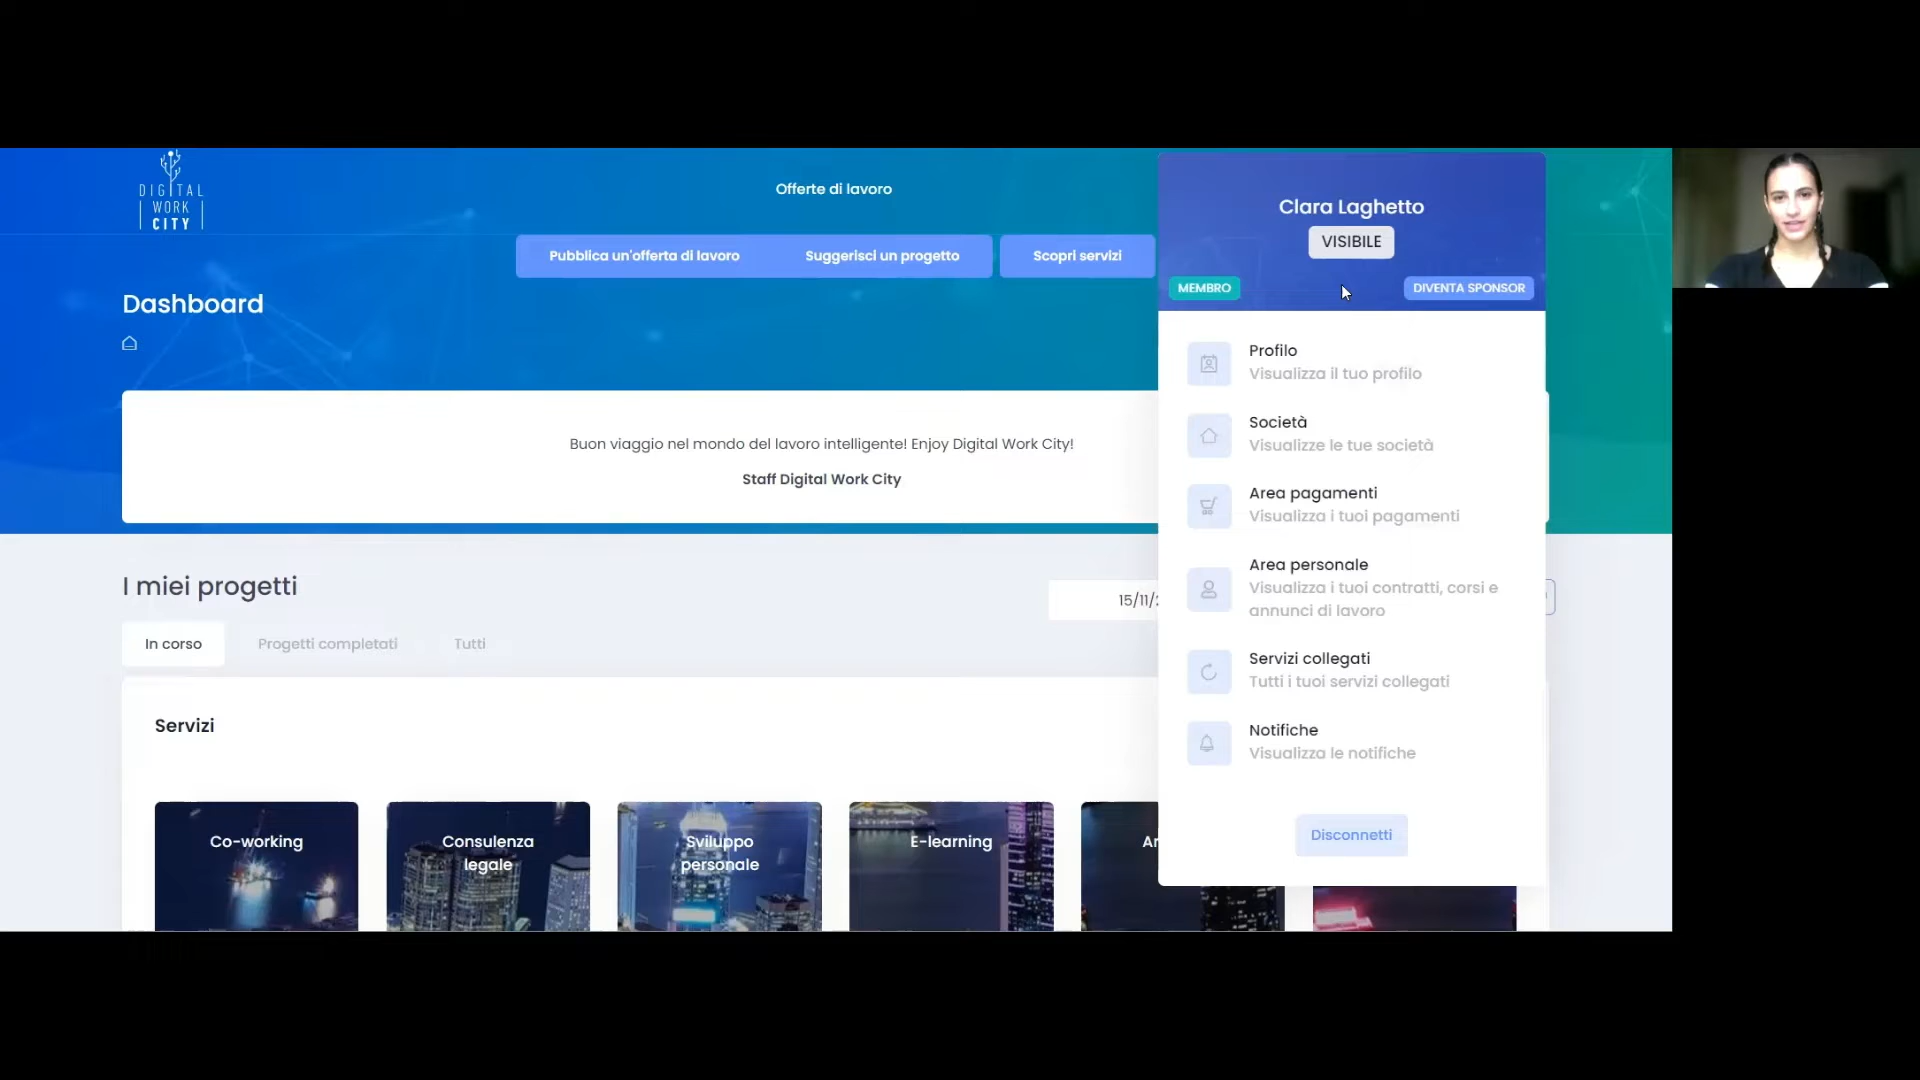 DIGITAL
WORK
CITY
Offerte di lavoro
Pubblica un'offerta di lavoro
Suggerisci un progetto
Scopri servizi
Dashboard
Buon viaggio nel mondo del lavoro intelligente! Enjoy Digital Work City!
Staff Digital Work City
I miei progetti
15/11/
In corso
Progetti completati
Tutti
Servizi
Co-working
Consulenza
legale
Sviluppo
personale
E-learning
Clara Laghetto
VISIBILE
MEMBRO
DIVENTA SPONSOR
Profilo
Visualizza il tuo profilo
Società
Visualizze le tue società
Area pagamenti
Visualizza i tuoi pagamenti
Area personale
Visualizza i tuoi contratti, corsi e
annunci di lavoro
Servizi collegati
Tutti i tuoi servizi collegati
Notifiche
Visualizza le notifiche
Disconnetti